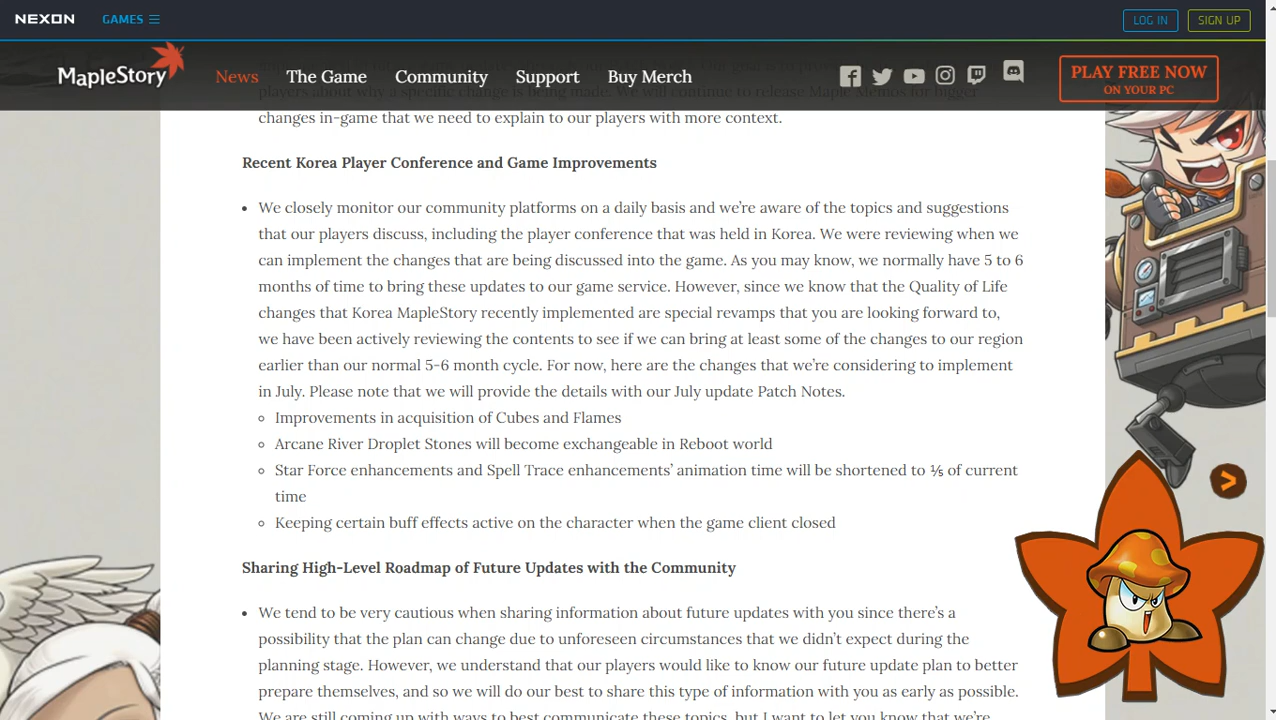 NEXON GAMES LOG IN SIGN UP
MapleStory News The Game Community Support Buy Merch PLAY FREE NOW
ON YOUR PC
players about why a specific change is being made. We will continue to release Maple Memos for bigger
changes in-game that we need to explain to our players with more context.
Recent Korea Player Conference and Game Improvements
• We closely monitor our community platforms on a daily basis and we’re aware of the topics and suggestions
that our players discuss, including the player conference that was held in Korea. We were reviewing when we
can implement the changes that are being discussed into the game. As you may know, we normally have 5 to 6
months of time to bring these updates to our game service. However, since we know that the Quality of Life
changes that Korea MapleStory recently implemented are special revamps that you are looking forward to,
we have been actively reviewing the contents to see if we can bring at least some of the changes to our region
earlier than our normal 5-6 month cycle. For now, here are the changes that we’re considering to implement
in July. Please note that we will provide the details with our July update Patch Notes.
◦ Improvements in acquisition of Cubes and Flames
◦ Arcane River Droplet Stones will become exchangeable in Reboot world
◦ Star Force enhancements and Spell Trace enhancements’ animation time will be shortened to ⅕ of current
time
◦ Keeping certain buff effects active on the character when the game client closed
Sharing High-Level Roadmap of Future Updates with the Community
• We tend to be very cautious when sharing information about future updates with you since there’s a
possibility that the plan can change due to unforeseen circumstances that we didn’t expect during the
planning stage. However, we understand that our players would like to know our future update plan to better
prepare themselves, and so we will do our best to share this type of information with you as early as possible.
We are still coming up with ways to best communicate these topics, but I want to let you know that we’re